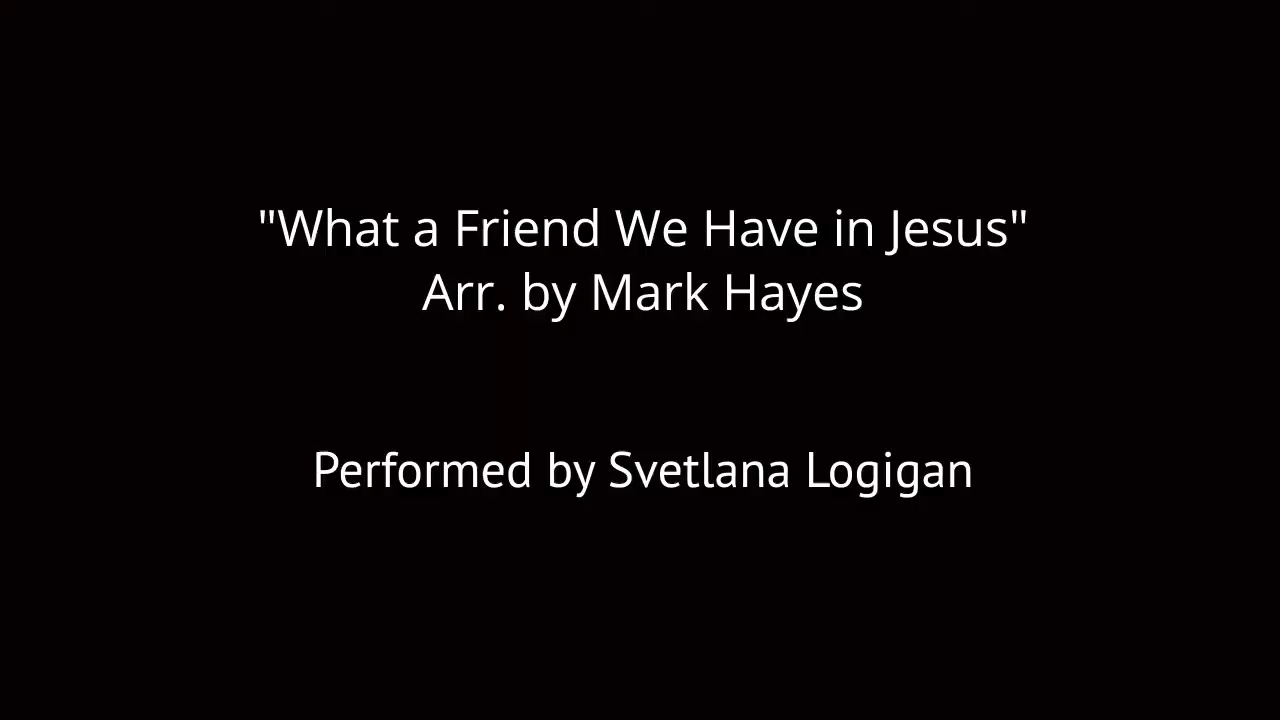 "What a Friend We Have in Jesus"
Arr. by Mark Hayes
Performed by Svetlana Logigan